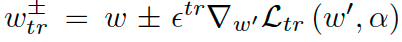 $w_{tr}^{\pm} = w \pm \epsilon^{tr} \nabla_{w'} \mathcal{L}_{tr} (w', \alpha)$